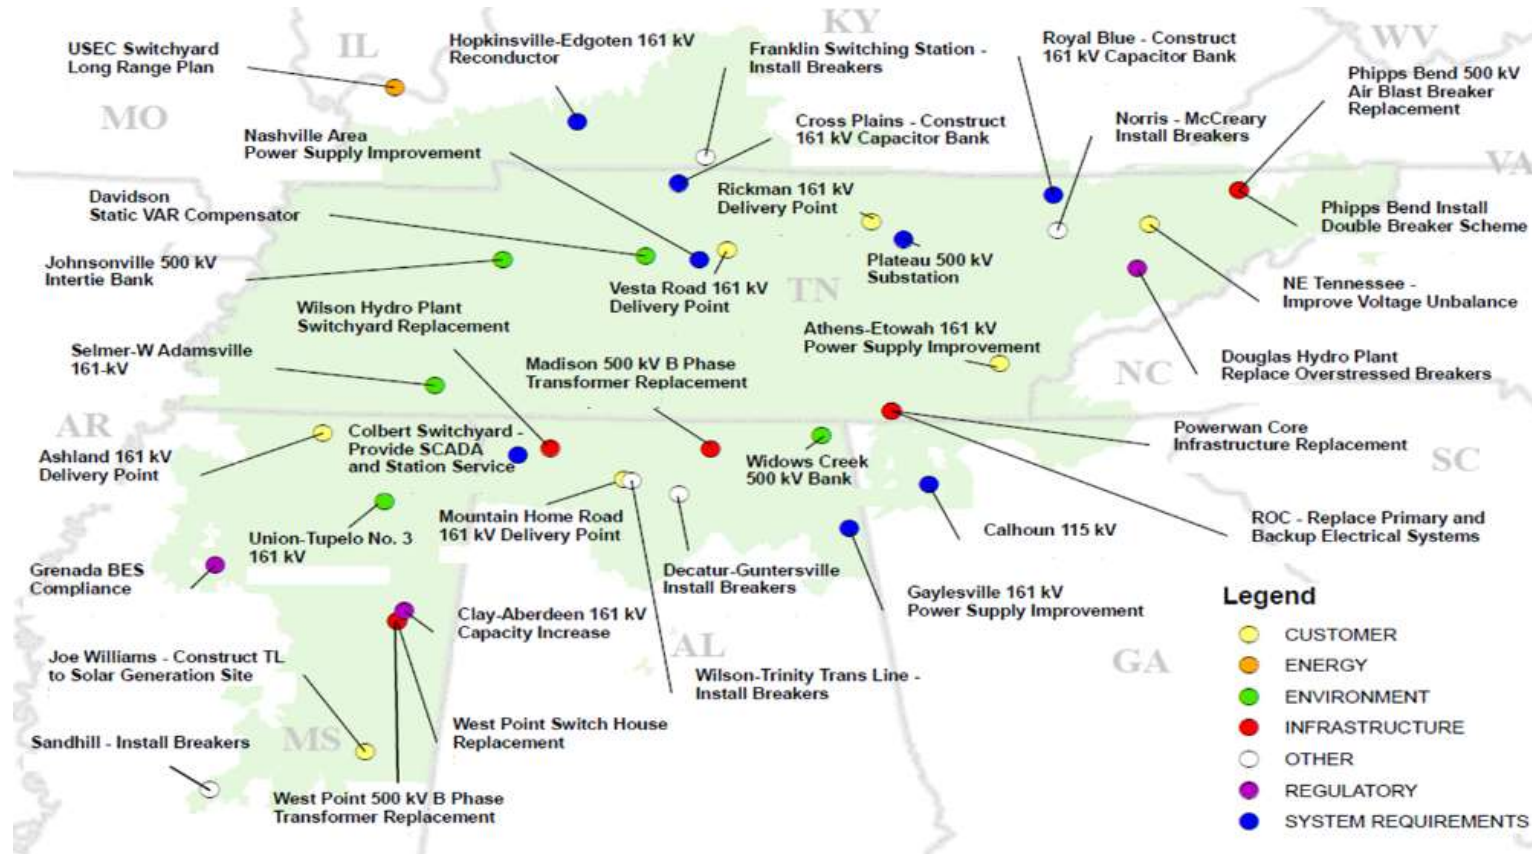 KY
WV
IL
MO
VA
TN
NC
AR
SC
AL
GA
MS
USEC Switchyard
Long Range Plan
Hopkinsville-Edgoten 161 kV
Reconductor
Franklin Switching Station -
Install Breakers
Royal Blue - Construct
161 kV Capacitor Bank
Phipps Bend 500 kV
Air Blast Breaker
Replacement
Nashville Area
Power Supply Improvement
Cross Plains - Construct
161 kV Capacitor Bank
Norris - McCreary
Install Breakers
Davidson
Static VAR Compensator
Rickman 161 kV
Delivery Point
Phipps Bend Install
Double Breaker Scheme
Johnsonville 500 kV
Intertie Bank
Vesta Road 161 kV
Delivery Point
Plateau 500 kV
Substation
NE Tennessee -
Improve Voltage Unbalance
Wilson Hydro Plant
Switchyard Replacement
Athens-Etowah 161 kV
Power Supply Improvement
Selmer-W Adamsville
161-kV
Madison 500 kV B Phase
Transformer Replacement
Douglas Hydro Plant
Replace Overstressed Breakers
Ashland 161 kV
Delivery Point
Colbert Switchyard -
Provide SCADA
and Station Service
Widows Creek
500 kV Bank
Powerwan Core
Infrastructure Replacement
Union-Tupelo No. 3
161 kV
Mountain Home Road
161 kV Delivery Point
Calhoun 115 kV
ROC - Replace Primary and
Backup Electrical Systems
Grenada BES
Compliance
Decatur-Guntersville
Install Breakers
Gaylesville 161 kV
Power Supply Improvement
Clay-Aberdeen 161 kV
Capacity Increase
Joe Williams - Construct TL
to Solar Generation Site
Wilson-Trinity Trans Line -
Install Breakers
West Point Switch House
Replacement
Sandhill - Install Breakers
West Point 500 kV B Phase
Transformer Replacement
Legend
CUSTOMER
ENERGY
ENVIRONMENT
INFRASTRUCTURE
OTHER
REGULATORY
SYSTEM REQUIREMENTS